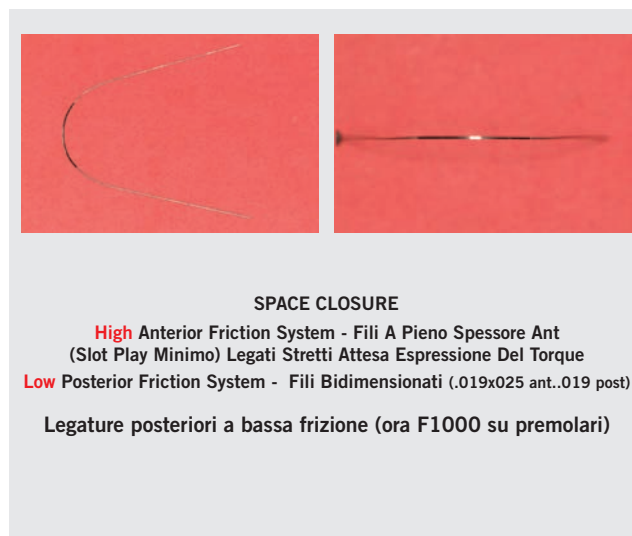 SPACE CLOSURE
High Anterior Friction System - Fili A Pieno Spessore Ant
(Slot Play Minimo) Legati Stretti Attesa Espressione Del Torque
Low Posterior Friction System - Fili Bidimensionati (.019x025 ant..019 post)
Legature posteriori a bassa frizione (ora F1000 su premolari)